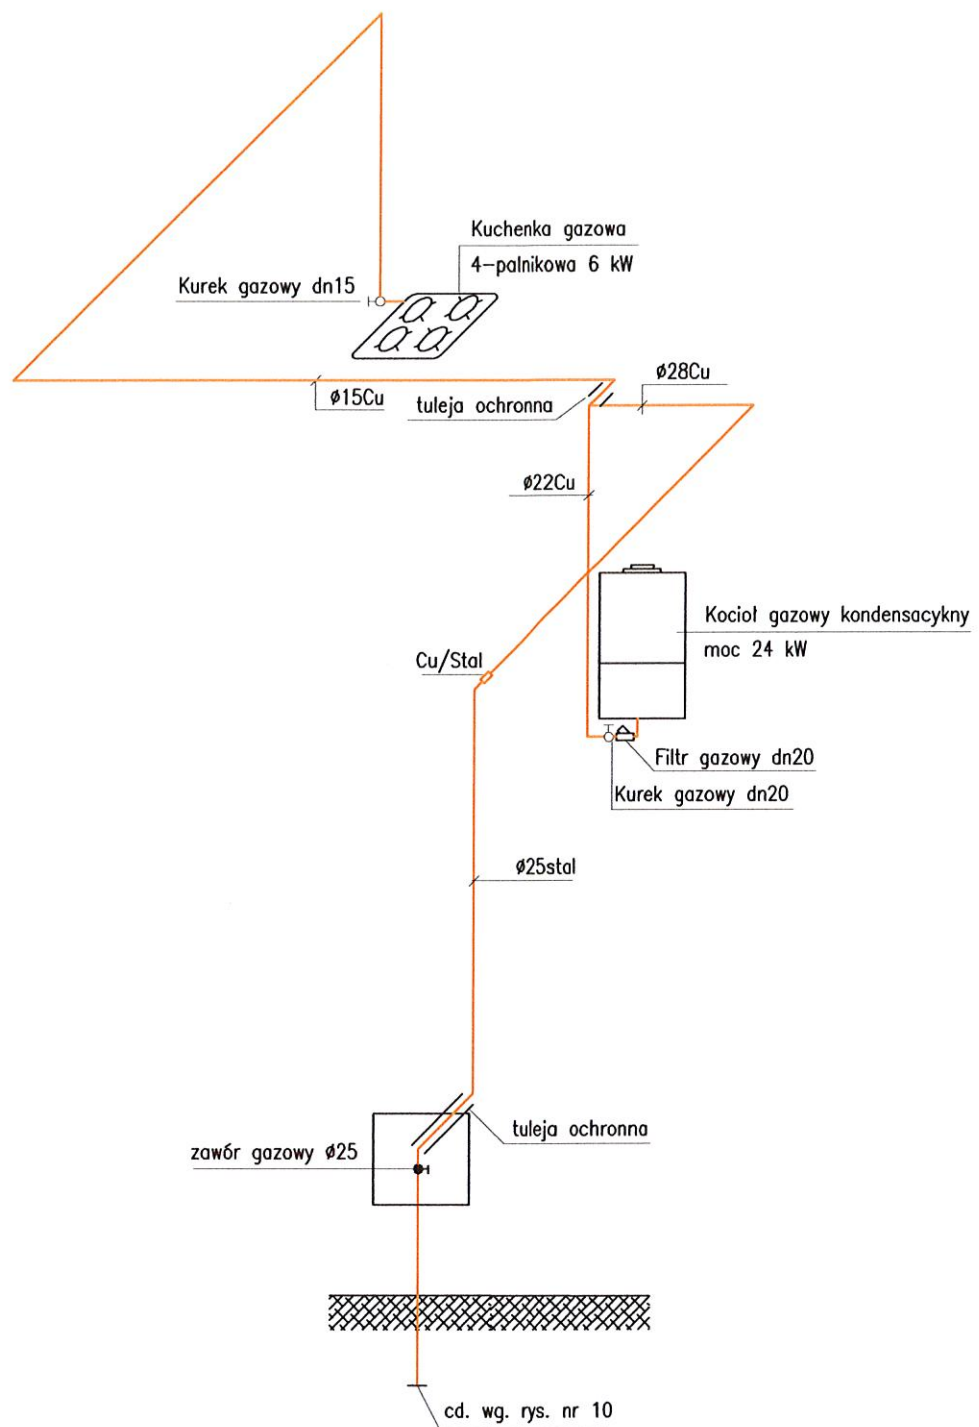 Kuchenka gazowa
4-palnikowa 6 kW
Kurek gazowy dn15
ø28Cu
ø15Cu
tuleja ochronna
ø22Cu
Kocioł gazowy kondensacykny
moc 24 kW
Cu/Stal
Filtr gazowy dn20
Kurek gazowy dn20
ø25stal
tuleja ochronna
zawór gazowy ø25
cd. wg. rys. nr 10